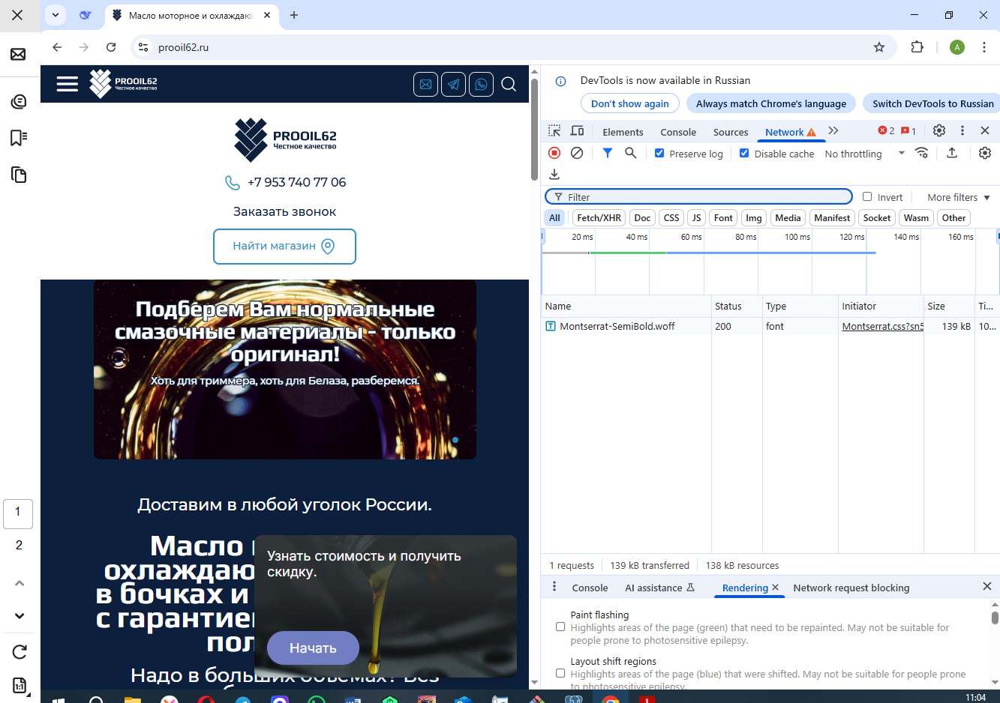 Масло моторное и охлаждаю
prooil62.ru
A
PROOIL62
Честное качество
PROOIL62
Честное качество
+7 953 740 77 06
Заказать звонок
Найти магазин
Подберем Вам нормальные
смазочные материалы - только
оригинал!
Хоть для триммера, хоть для Белаза, разберемся.
Доставим в любой уголок России.
Масло
охлаждаю
в бочках и
с гарантие
пол
Надо в больших объемах? Без
Узнать стоимость и получить
скидку.
Начать
1
2
1:1
DevTools is now available in Russian
Don't show again
Always match Chrome's language
Switch DevTools to Russian
Elements
Console
Sources
Network
2
1
Preserve log
Disable cache
No throttling
Filter
Invert
More filters
All
Fetch/XHR
Doc
CSS
JS
Font
Img
Media
Manifest
Socket
Wasm
Other
20 ms
40 ms
60 ms
80 ms
100 ms
120 ms
140 ms
160 ms
Name
Status
Type
Initiator
Size
Ti...
Montserrat-SemiBold.woff
200
font
Montserrat.css?sn5
139 kB
10...
1 requests
139 kB transferred
138 kB resources
Console
AI assistance
Rendering
Network request blocking
Paint flashing
Highlights areas of the page (green) that need to be repainted. May not be suitable for
people prone to photosensitive epilepsy.
Layout shift regions
Highlights areas of the page (blue) that were shifted. May not be suitable for people prone
to photosensitive epilepsy.
11:04